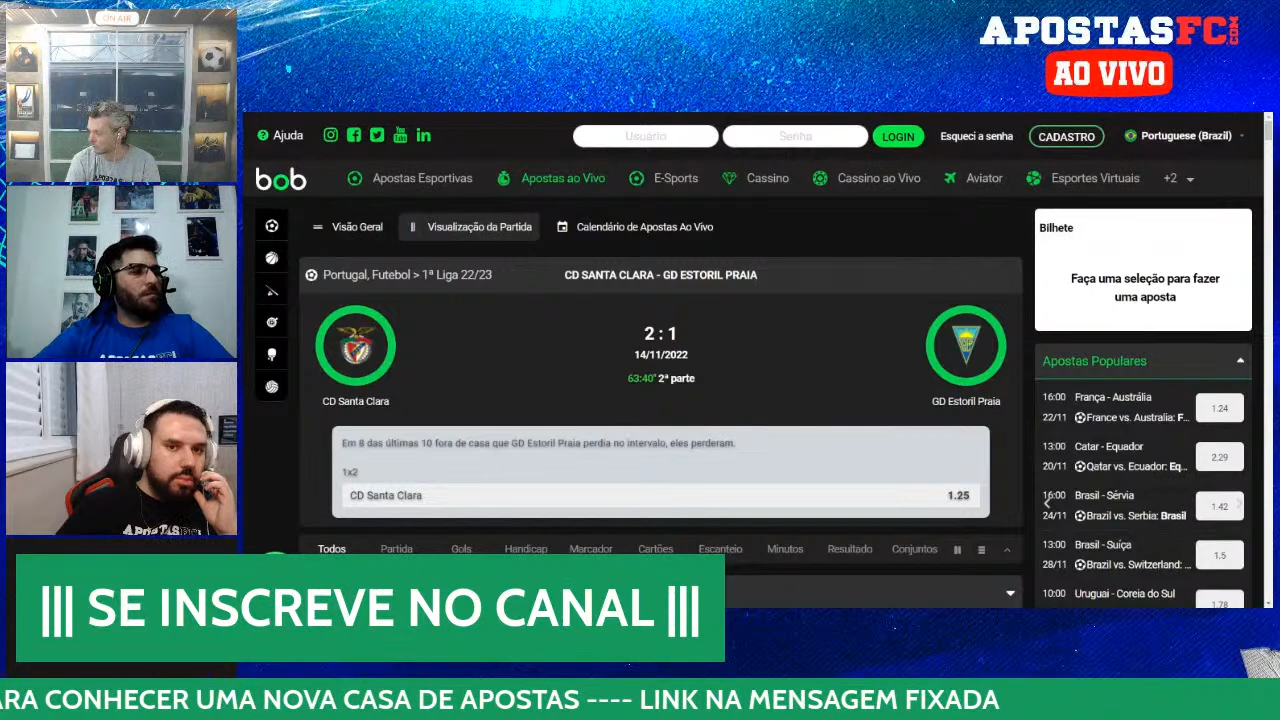 ON AIR
APOSTASFC.COM
AO VIVO
Ajuda
Usuário
Senha
LOGIN
Esqueci a senha
CADASTRO
Portuguese (Brazil)
bob
Apostas Esportivas
Apostas ao Vivo
E-Sports
Cassino
Cassino ao Vivo
Aviator
Esportes Virtuais
+2
Visão Geral
Visualização da Partida
Calendário de Apostas Ao Vivo
Portugal, Futebol > 1ª Liga 22/23
CD SANTA CLARA - GD ESTORIL PRAIA
2 : 1
14/11/2022
63:40" 2ª parte
CD Santa Clara
GD Estoril Praia
Em 8 das últimas 10 fora de casa que GD Estoril Praia perdia no intervalo, eles perderam.
1x2
CD Santa Clara 1.25
Todos
Partida
Gols
Handicap
Marcador
Cartões
Escanteio
Minutos
Resultado
Conjuntos
Bilhete
Faça uma seleção para fazer
uma aposta
Apostas Populares
16:00 França - Austrália
22/11 France vs. Australia: F...
1.24
13:00 Catar - Equador
20/11 Qatar vs. Ecuador: Eq...
2.29
16:00 Brasil - Sérvia
24/11 Brazil vs. Serbia: Brasil
1.42
13:00 Brasil - Suíça
28/11 Brazil vs. Switzerland: ...
1.5
10:00 Uruguai - Coreia do Sul
1.78
||| SE INSCREVE NO CANAL |||
ARA CONHECER UMA NOVA CASA DE APOSTAS ---- LINK NA MENSAGEM FIXADA